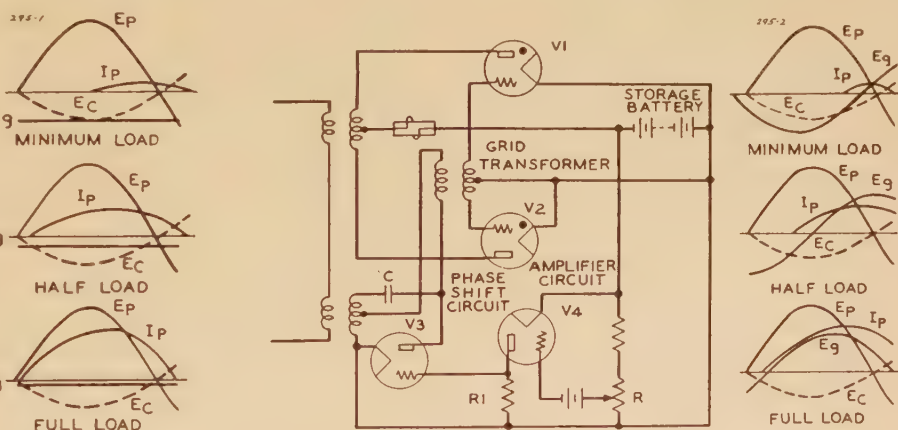 295-1
Ep
Ip
Ec
g
MINIMUM LOAD
Ep
Ip
g
Ec
HALF LOAD
Ep
Ip
g
Ec
FULL LOAD
V1
STORAGE
BATTERY
GRID
TRANSFORMER
V2
AMPLIFIER
CIRCUIT
PHASE
SHIFT
CIRCUIT
C
V3
V4
R1
R
295-2
Ep
Eg
Ip
Ec
MINIMUM LOAD
Ep
Eg
Ip
Ec
HALF LOAD
Ep
Ip
Eg
Ec
FULL LOAD